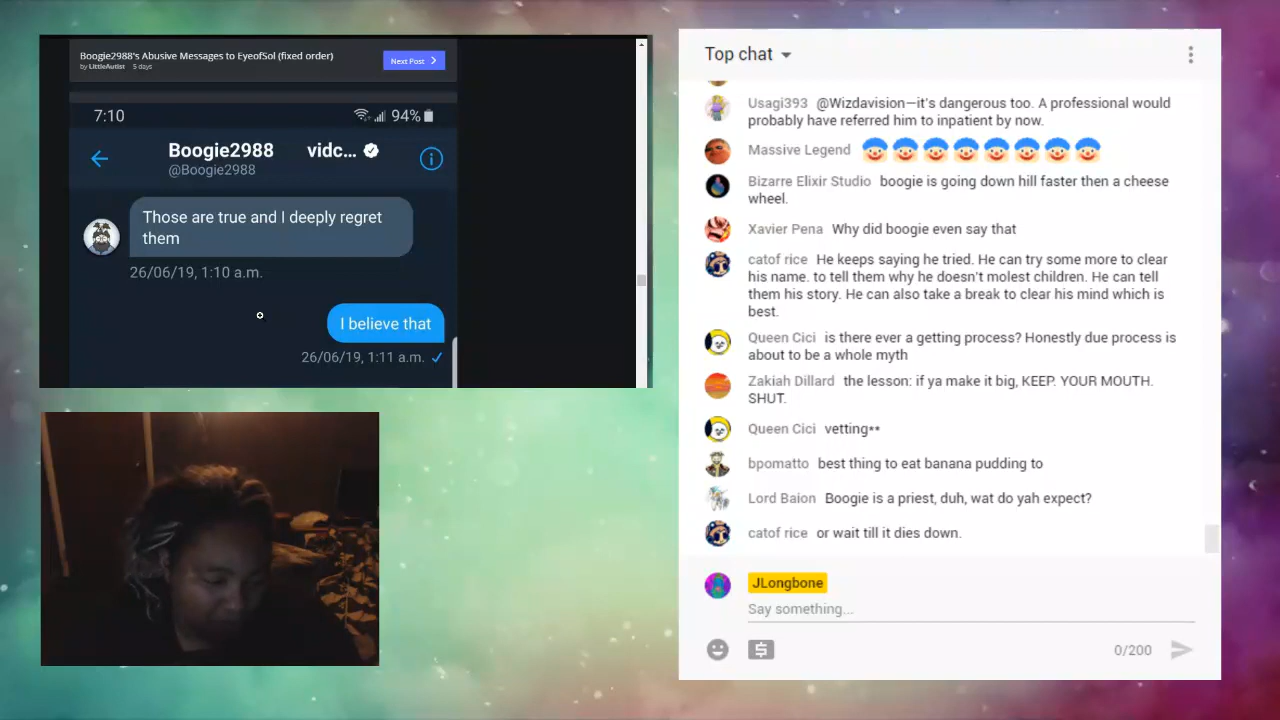 Boogie2988's Abusive Messages to EyeofSol (fixed order)
by LittleAutist 5 days
Next Post
7:10
94%
Boogie2988 vidc...
@Boogie2988
Those are true and I deeply regret
them
26/06/19, 1:10 a.m.
I believe that
26/06/19, 1:11 a.m.
Top chat
Usagi393 @Wizdavision—it's dangerous too. A professional would
probably have referred him to inpatient by now.
Massive Legend
Bizarre Elixir Studio boogie is going down hill faster then a cheese
wheel.
Xavier Pena Why did boogie even say that
catof rice He keeps saying he tried. He can try some more to clear
his name. to tell them why he doesn't molest children. He can tell
them his story. He can also take a break to clear his mind which is
best.
Queen Cici is there ever a getting process? Honestly due process is
about to be a whole myth
Zakiah Dillard the lesson: if ya make it big, KEEP. YOUR MOUTH.
SHUT.
Queen Cici vetting**
bpomatto best thing to eat banana pudding to
Lord Baion Boogie is a priest, duh, wat do yah expect?
catof rice or wait till it dies down.
JLongbone
Say something...
0/200